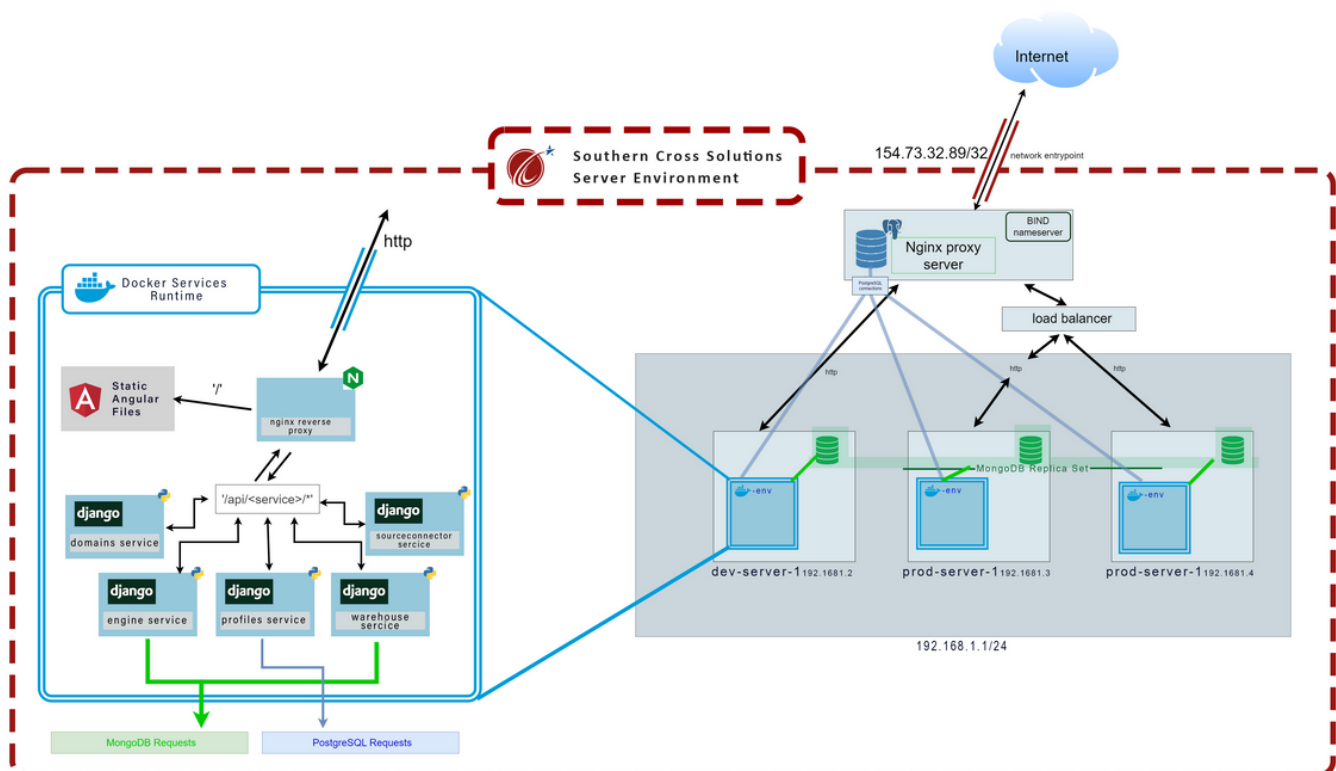 Internet
154.73.32.89/32
network entrypoint
Southern Cross Solutions
Server Environment
BIND
nameserver
Nginx proxy
server
PostgreSQL
connections
load balancer
http
Docker Services
Runtime
Static
Angular
Files
'/'
N
nginx reverse
proxy
'/api/<service>/*'
django
domains service
django
sourceconnector
sercice
django
engine service
django
profiles service
django
warehouse
sercice
MongoDB Requests
PostgreSQL Requests
http
http
http
MongoDB Replica Set
-env
-env
-env
dev-server-1 192.1681.2
prod-server-1 192.1681.3
prod-server-1 192.1681.4
192.168.1.1/24